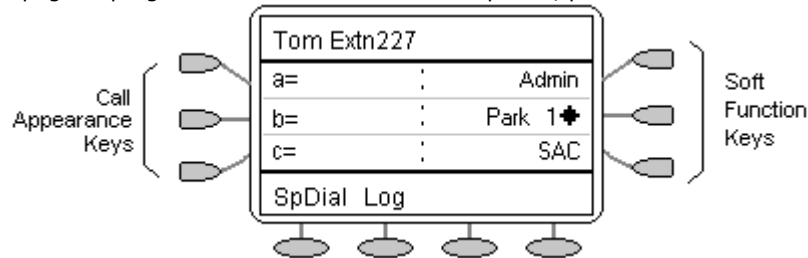 Tom Extn227
a= : Admin
b= : Park 1
c= : SAC
SpDial Log
Call
Appearance
Keys
Soft
Function
Keys